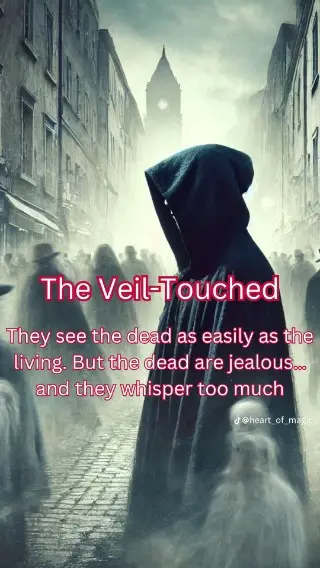 The Veil-Touched
They see the dead as easily as the
living. But the dead are jealous...
and they whisper too much
@heart_of_magic